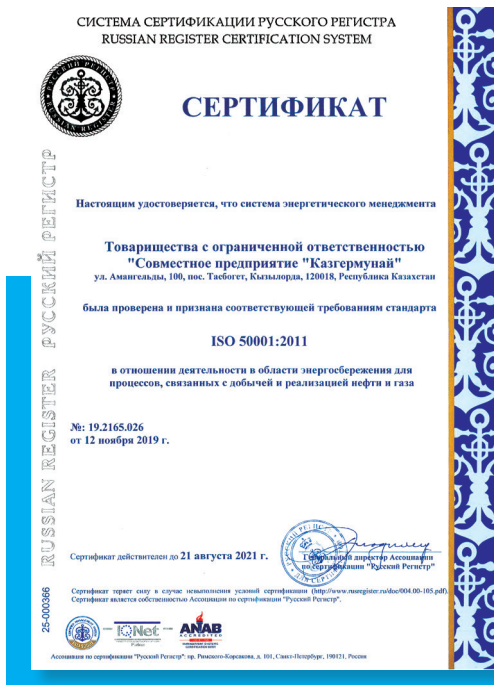 СИСТЕМА СЕРТИФИКАЦИИ РУССКОГО РЕГИСТРА
RUSSIAN REGISTER CERTIFICATION SYSTEM
РУССКИЙ РЕГИСТР
RUSSIAN REGISTER
СЕРТИФИКАТ
RUSSIAN REGISTER РУССКИЙ РЕГИСТР
Настоящим удостоверяется, что система энергетического менеджмента
Товарищества с ограниченной ответственностью
"Совместное предприятие "Казгермунай"
ул. Амангельды, 100, пос. Тасбогет, Кызылорда, 120018, Республика Казахстан
была проверена и признана соответствующей требованиям стандарта
ISO 50001:2011
в отношении деятельности в области энергосбережения для
процессов, связанных с добычей и реализацией нефти и газа
№: 19.2165.026
от 12 ноября 2019 г.
Сертификат действителен до 21 августа 2021 г.
Генеральный директор Ассоциации
по сертификации "Русский Регистр"
Сертификат теряет силу в случае невыполнения условий сертификации (http://www.rusregister.ru/doc/004.00-105.pdf).
Сертификат является собственностью Ассоциации по сертификации "Русский Регистр".
25-000366
IQNet
ANAB
ACCREDITED
Ассоциация по сертификации "Русский Регистр": пр. Римского-Корсакова, д. 101, Санкт-Петербург, 190121, Россия